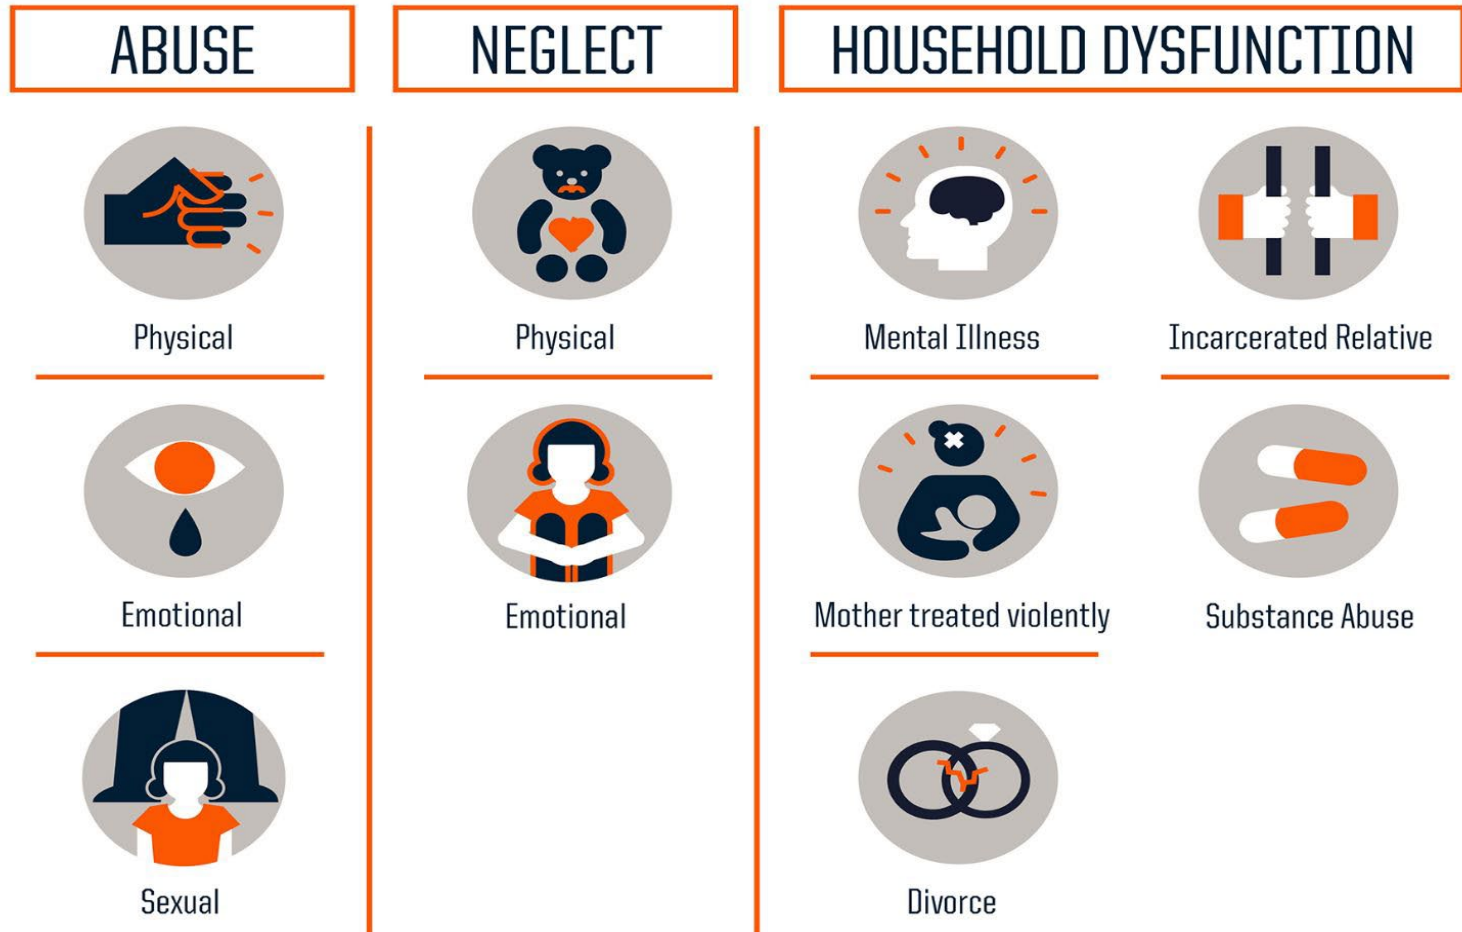 ABUSE
Physical
Emotional
Sexual
NEGLECT
Physical
Emotional
HOUSEHOLD DYSFUNCTION
Mental Illness
Incarcerated Relative
Mother treated violently
Substance Abuse
Divorce